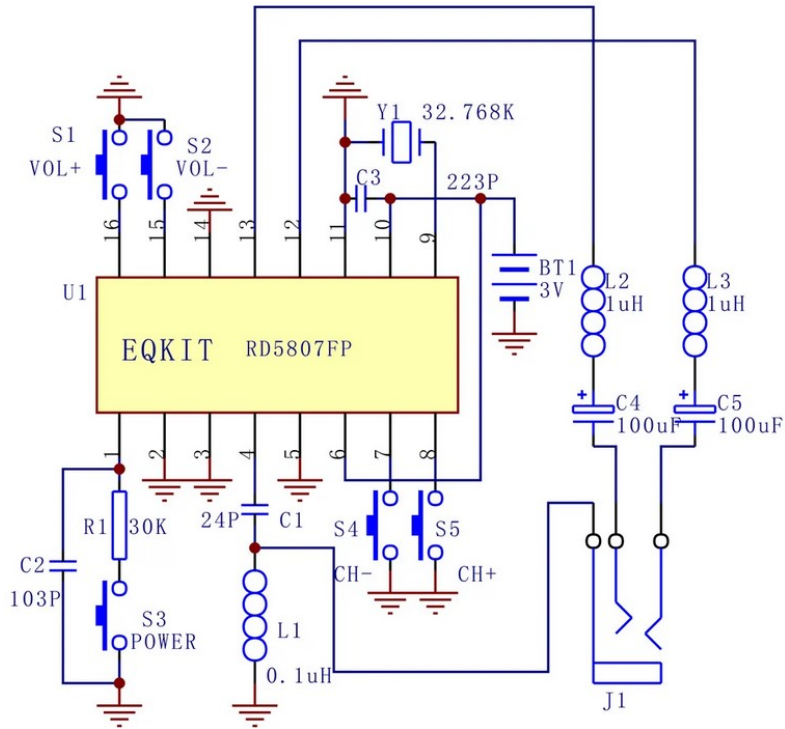 Y1 32.768K
S1
VOL+
S2
VOL-
C3
223P
16
15
14
13
12
11
10
9
BT1
3V
L2
1uH
L3
1uH
U1
EQKIT RD5807FP
C4
100uF
C5
100uF
1
2
3
4
5
6
7
8
R1 30K
24P C1
S4
S5
C2
103P
CH-
CH+
S3
POWER
L1
0.1uH
J1